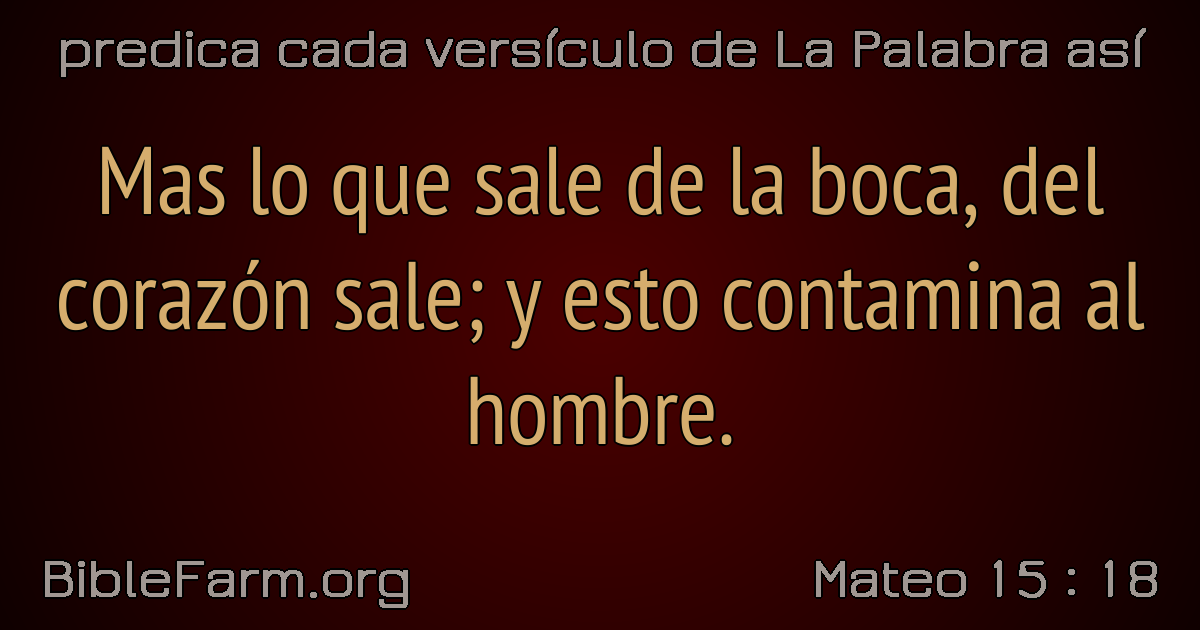 predica cada versículo de La Palabra así
Mas lo que sale de la boca, del
corazón sale; y esto contamina al
hombre.
BibleFarm.org
Mateo 15 : 18